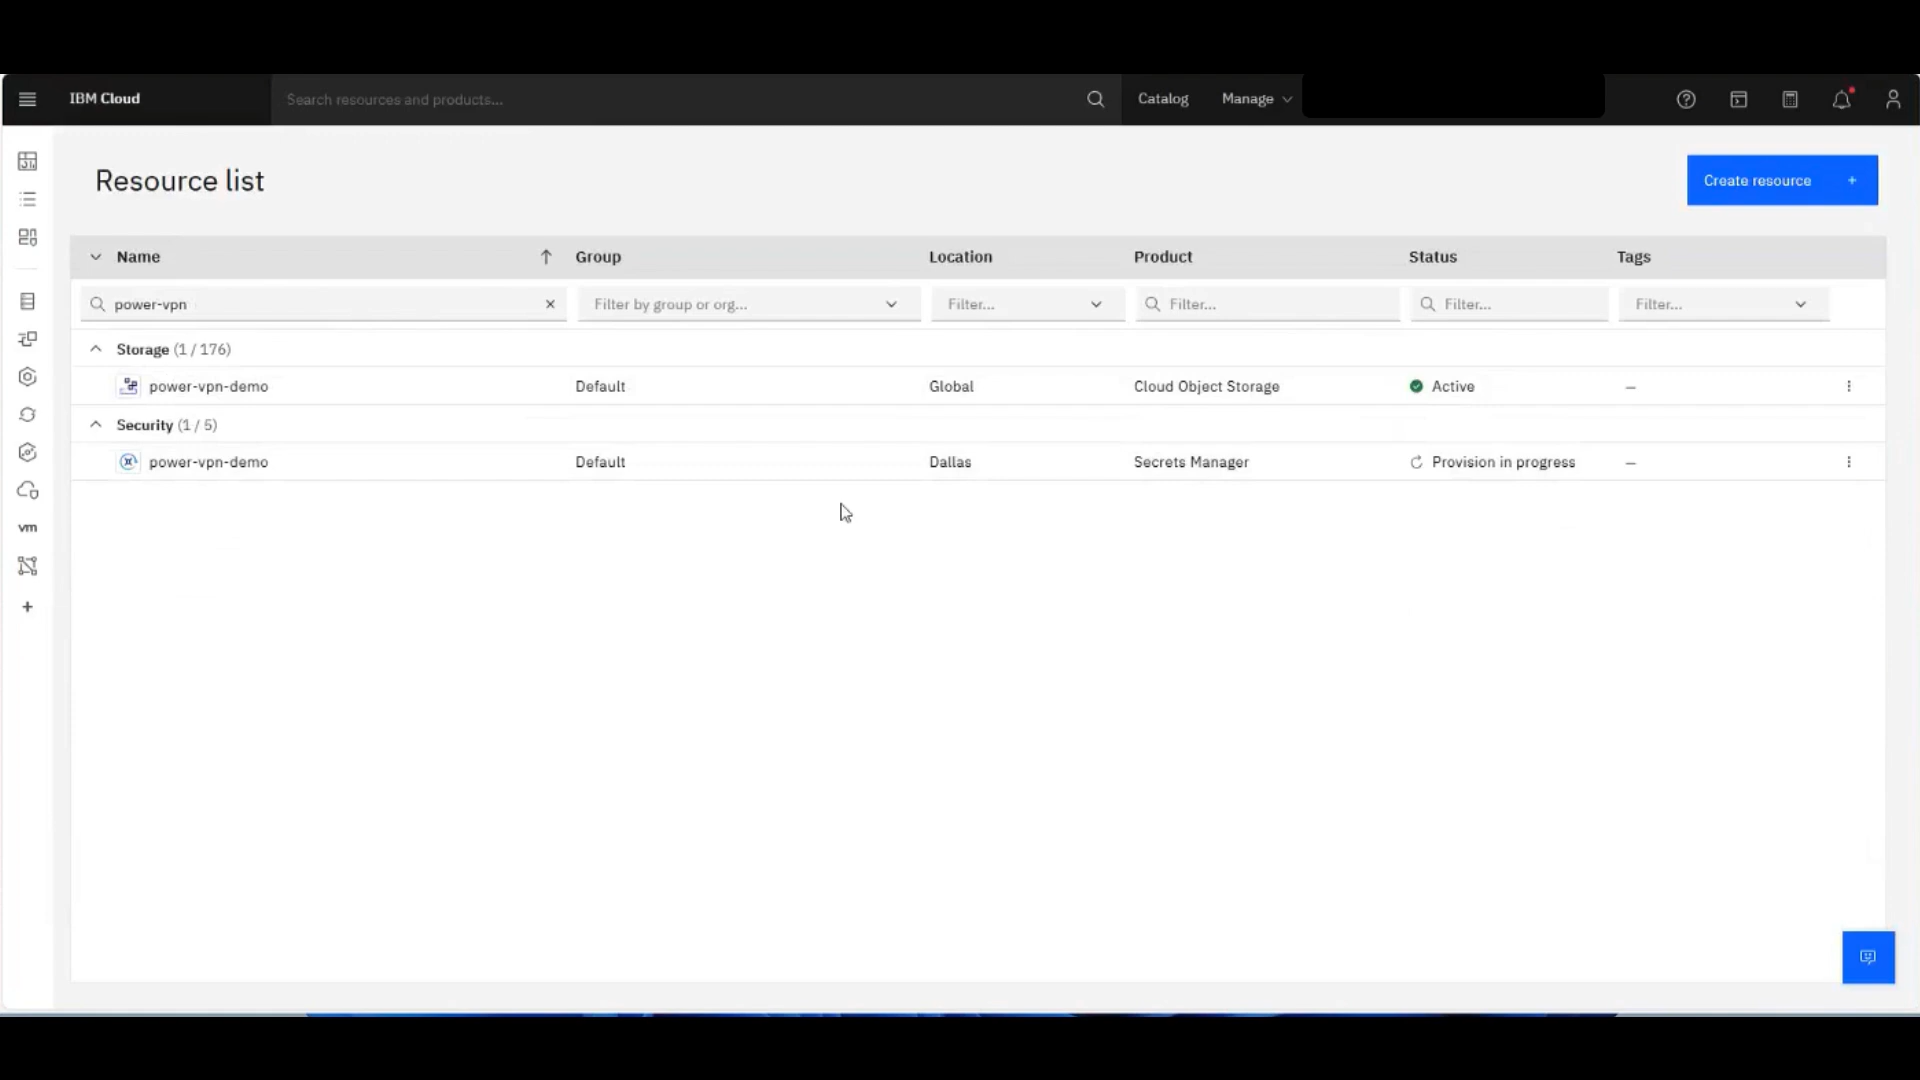 IBM Cloud
Search resources and products...
Catalog
Manage
Resource list
Create resource +
Name Group Location Product Status Tags
power-vpn Filter by group or org... Filter... Filter... Filter... Filter...
Storage (1 / 176)
power-vpn-demo Default Global Cloud Object Storage Active –
Security (1 / 5)
power-vpn-demo Default Dallas Secrets Manager Provision in progress –
vm